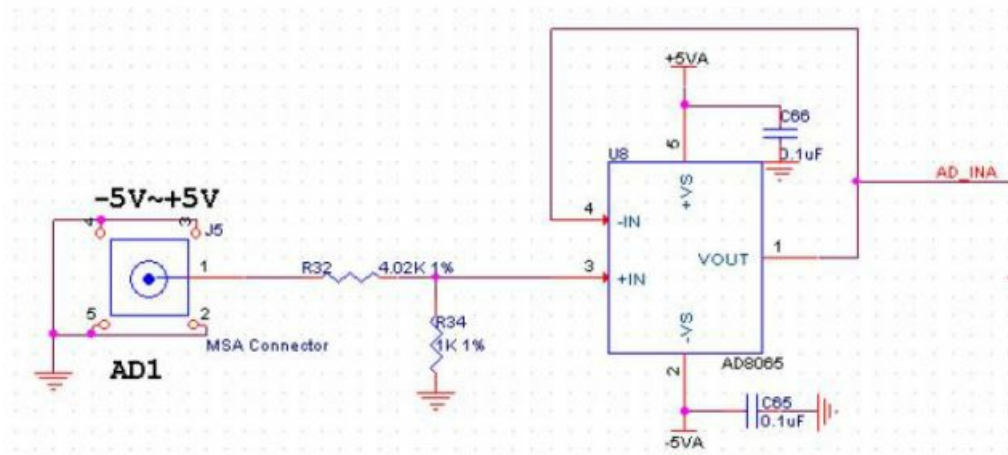 +5VA
C66
0.1uF
5
U8
+VS
AD_INA
-5V~+5V
4
3
J5
4
-IN
1
R32
4.02K 1%
3
+IN
VOUT
1
R34
1K 1%
5
2
MSA Connector
-VS
AD8065
AD1
2
C65
0.1uF
-5VA